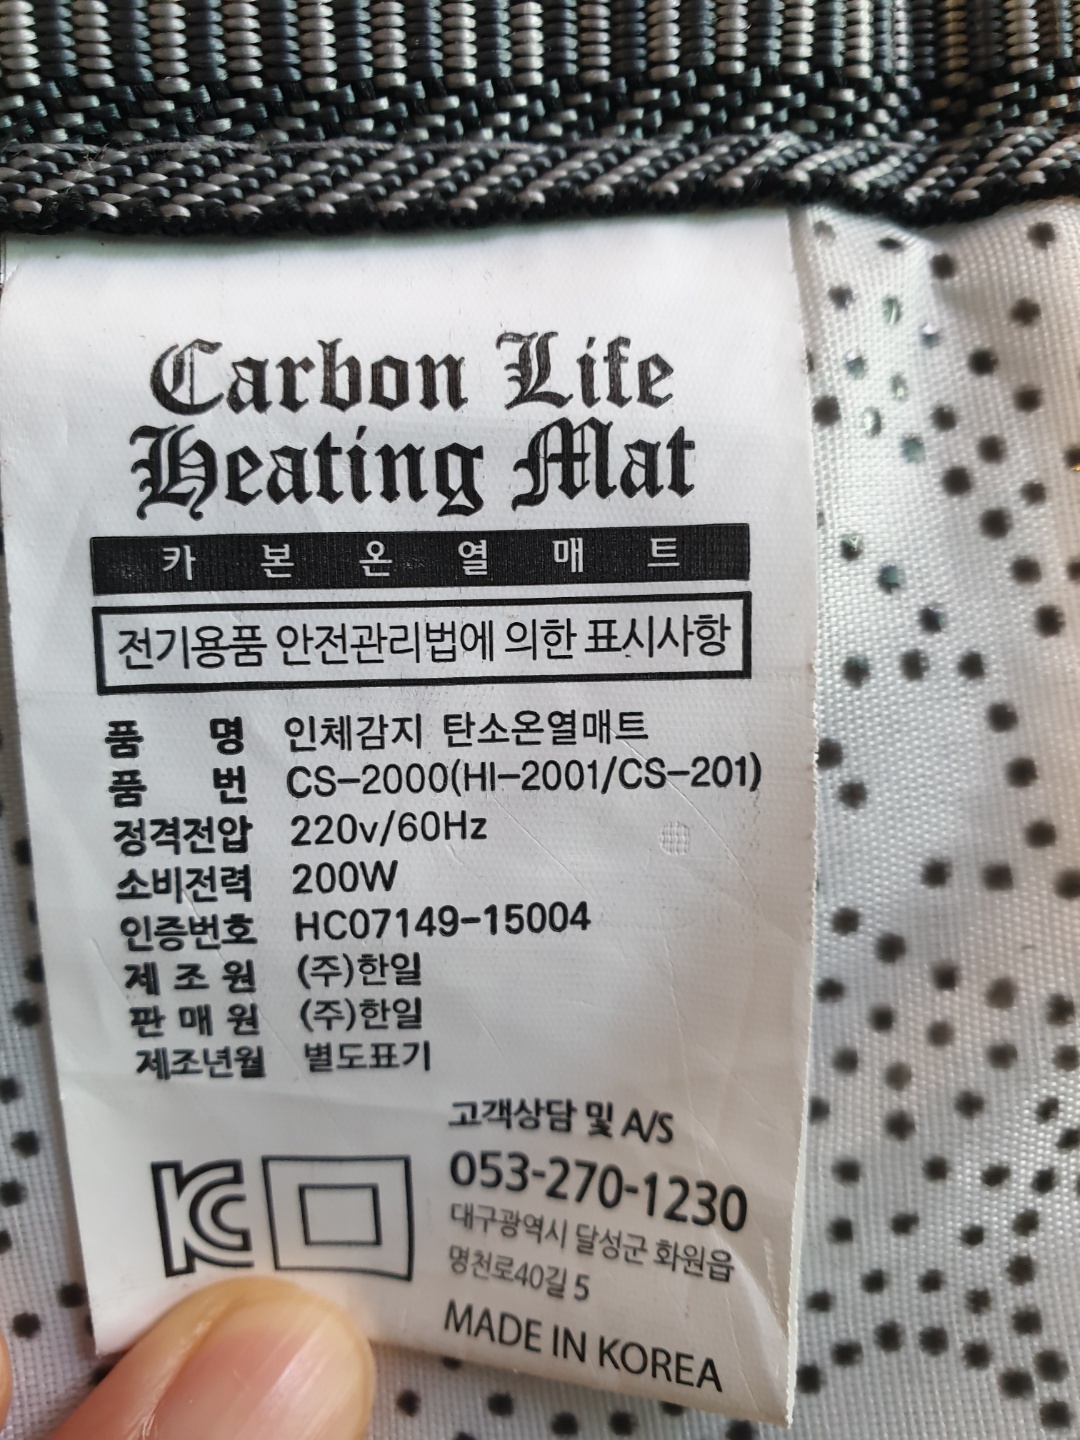 Carbon Life
Heating Mat
카 본 온 열 매 트
전기용품 안전관리법에 의한 표시사항
품 명 인체감지 탄소온열매트
품 번 CS-2000(HI-2001/CS-201)
정격전압 220v/60Hz
소비전력 200W
인증번호 HC07149-15004
제 조 원 (주)한일
판 매 원 (주)한일
제조년월 별도표기
고객상담 및 A/S
053-270-1230
대구광역시 달성군 화원읍
명천로40길 5
MADE IN KOREA